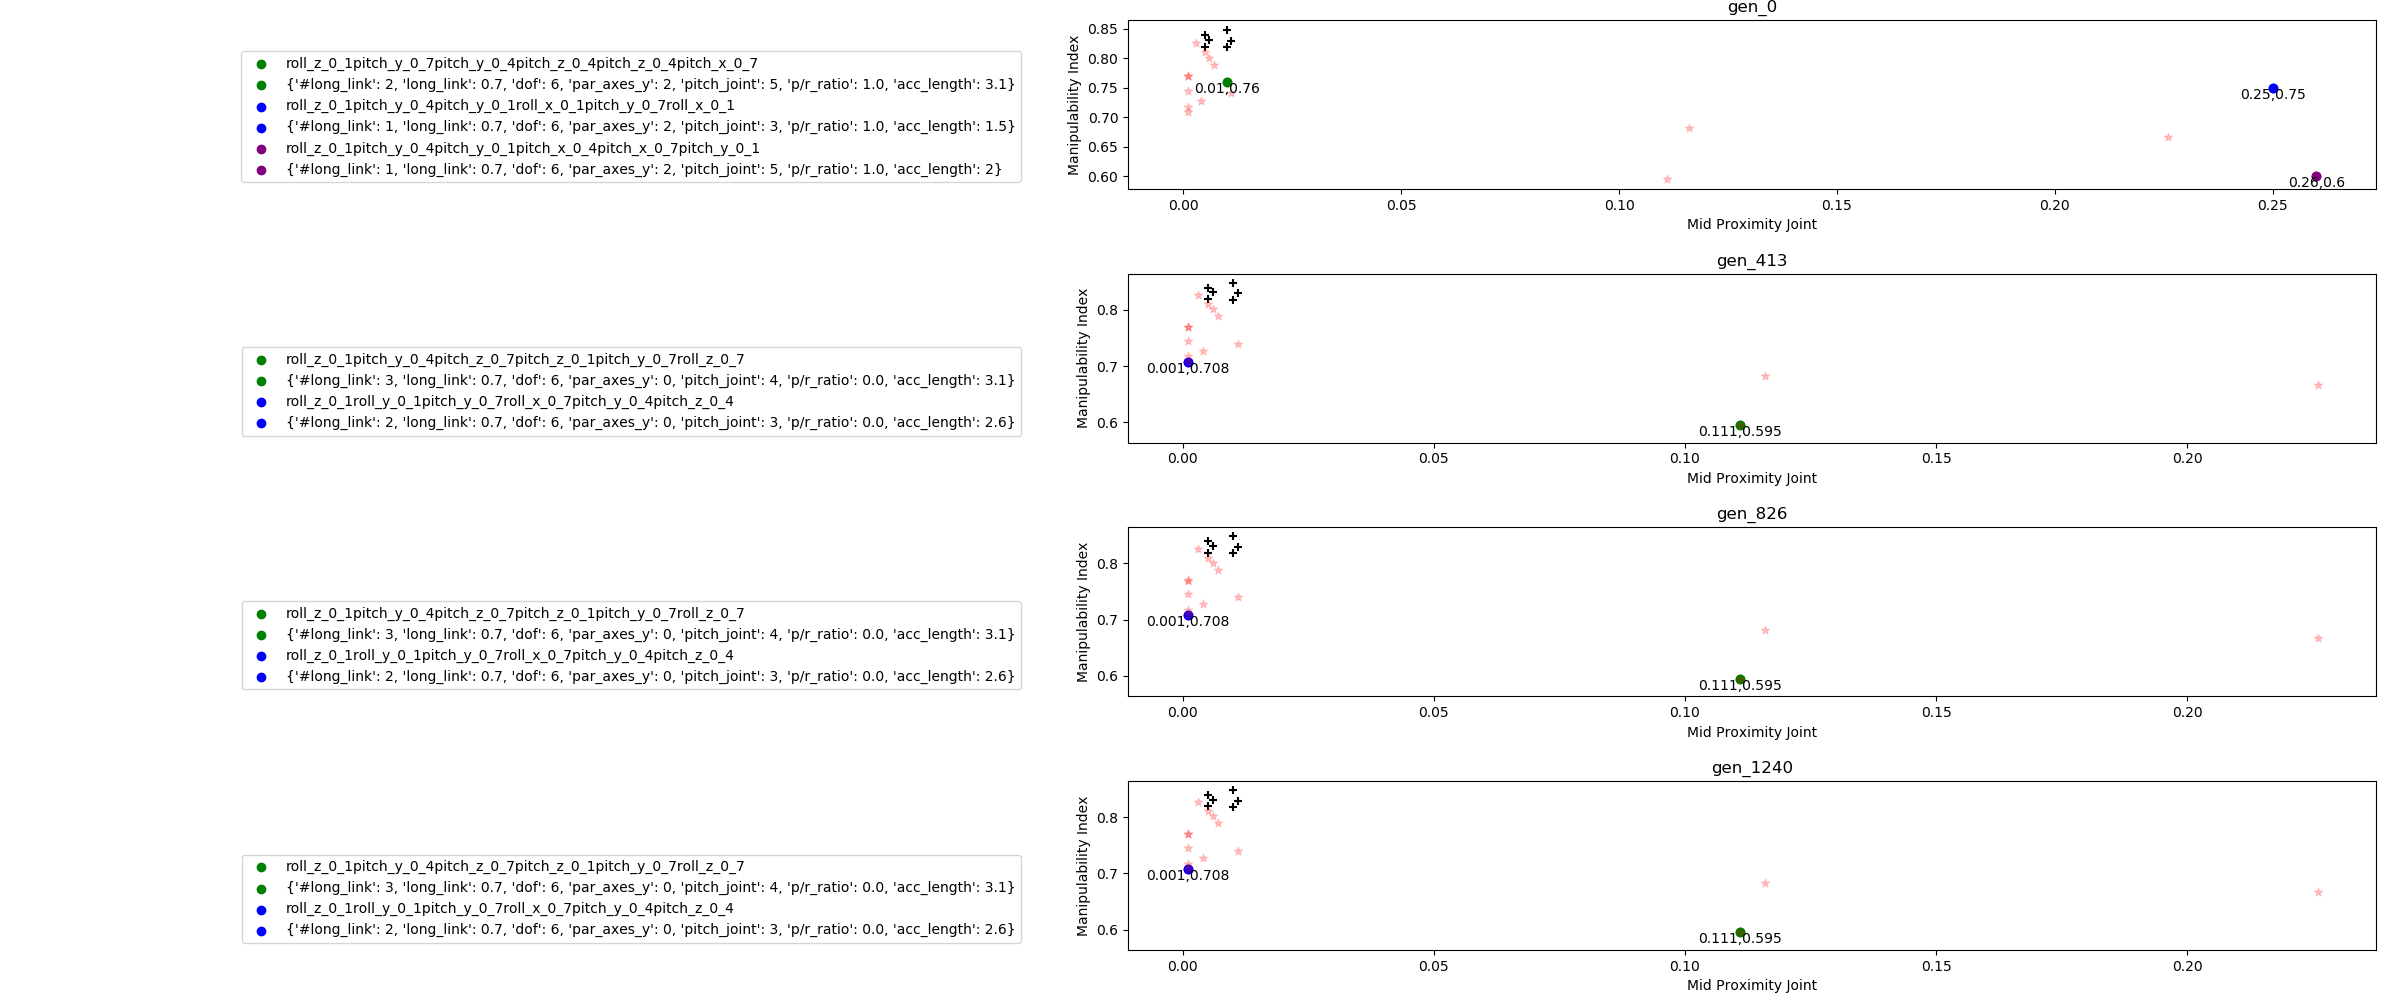 gen_0
roll_z_0_1pitch_y_0_7pitch_y_0_4pitch_z_0_4pitch_z_0_4pitch_x_0_7
{'#long_link': 2, 'long_link': 0.7, 'dof': 6, 'par_axes_y': 2, 'pitch_joint': 5, 'p/r_ratio': 1.0, 'acc_length': 3.1}
roll_z_0_1pitch_y_0_4pitch_y_0_1roll_x_0_1pitch_y_0_7roll_x_0_1
{'#long_link': 1, 'long_link': 0.7, 'dof': 6, 'par_axes_y': 2, 'pitch_joint': 3, 'p/r_ratio': 1.0, 'acc_length': 1.5}
roll_z_0_1pitch_y_0_4pitch_y_0_1pitch_x_0_4pitch_x_0_7pitch_y_0_1
{'#long_link': 1, 'long_link': 0.7, 'dof': 6, 'par_axes_y': 2, 'pitch_joint': 5, 'p/r_ratio': 1.0, 'acc_length': 2}
Manipulability Index
0.85
0.80
0.75
0.70
0.65
0.60
0.01,0.76
0.25,0.75
0.26,0.6
0.00 0.05 0.10 0.15 0.20 0.25
Mid Proximity Joint
gen_413
roll_z_0_1pitch_y_0_4pitch_z_0_7pitch_z_0_1pitch_y_0_7roll_z_0_7
{'#long_link': 3, 'long_link': 0.7, 'dof': 6, 'par_axes_y': 0, 'pitch_joint': 4, 'p/r_ratio': 0.0, 'acc_length': 3.1}
roll_z_0_1roll_y_0_1pitch_y_0_7roll_x_0_7pitch_y_0_4pitch_z_0_4
{'#long_link': 2, 'long_link': 0.7, 'dof': 6, 'par_axes_y': 0, 'pitch_joint': 3, 'p/r_ratio': 0.0, 'acc_length': 2.6}
Manipulability Index
0.8
0.7
0.6
0.001,0.708
0.111,0.595
0.00 0.05 0.10 0.15 0.20
Mid Proximity Joint
gen_826
roll_z_0_1pitch_y_0_4pitch_z_0_7pitch_z_0_1pitch_y_0_7roll_z_0_7
{'#long_link': 3, 'long_link': 0.7, 'dof': 6, 'par_axes_y': 0, 'pitch_joint': 4, 'p/r_ratio': 0.0, 'acc_length': 3.1}
roll_z_0_1roll_y_0_1pitch_y_0_7roll_x_0_7pitch_y_0_4pitch_z_0_4
{'#long_link': 2, 'long_link': 0.7, 'dof': 6, 'par_axes_y': 0, 'pitch_joint': 3, 'p/r_ratio': 0.0, 'acc_length': 2.6}
Manipulability Index
0.8
0.7
0.6
0.001,0.708
0.111,0.595
0.00 0.05 0.10 0.15 0.20
Mid Proximity Joint
gen_1240
roll_z_0_1pitch_y_0_4pitch_z_0_7pitch_z_0_1pitch_y_0_7roll_z_0_7
{'#long_link': 3, 'long_link': 0.7, 'dof': 6, 'par_axes_y': 0, 'pitch_joint': 4, 'p/r_ratio': 0.0, 'acc_length': 3.1}
roll_z_0_1roll_y_0_1pitch_y_0_7roll_x_0_7pitch_y_0_4pitch_z_0_4
{'#long_link': 2, 'long_link': 0.7, 'dof': 6, 'par_axes_y': 0, 'pitch_joint': 3, 'p/r_ratio': 0.0, 'acc_length': 2.6}
Manipulability Index
0.8
0.7
0.6
0.001,0.708
0.111,0.595
0.00 0.05 0.10 0.15 0.20
Mid Proximity Joint